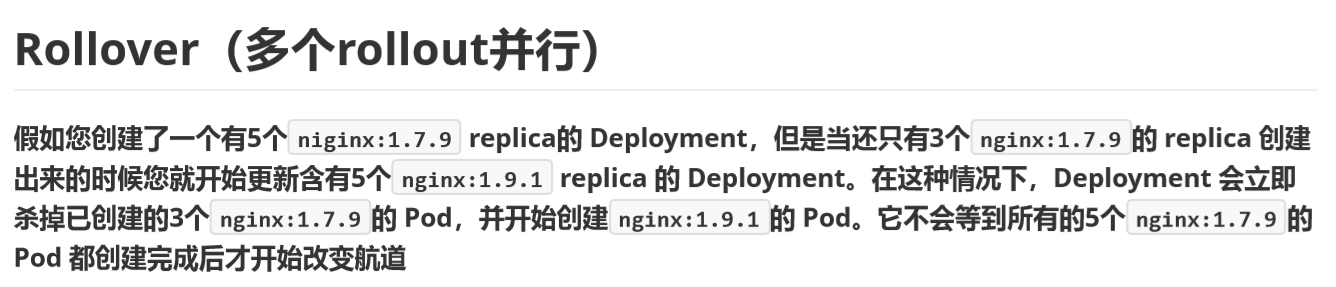 Rollover（多个rollout并行）
假如您创建了一个有5个 niginx:1.7.9 replica的 Deployment，但是当还只有3个 nginx:1.7.9 的 replica 创建
出来的时候您就开始更新含有5个 nginx:1.9.1 replica 的 Deployment。在这种情况下，Deployment 会立即
杀掉已创建的3个 nginx:1.7.9 的 Pod，并开始创建 nginx:1.9.1 的 Pod。它不会等到所有的5个 nginx:1.7.9 的
Pod 都创建完成后才开始改变航道